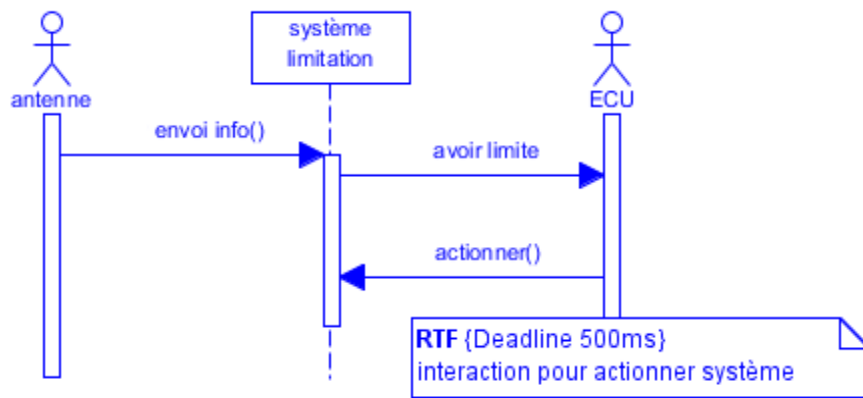 système
limitation
antenne
ECU
envoi info()
avoir limite
actionner()
RTF {Deadline 500ms}
interaction pour actionner système